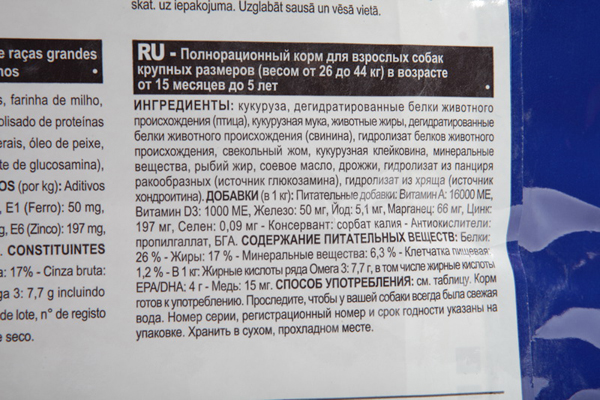 skat. uz iepakojuma. Uzglabāt sausā un vēsā vietā.
e raças grandes
nos •
s, farinha de milho,
olisado de proteínas
erais, óleo de peixe,
te de glucosamina),
OS (por kg): Aditivos
, E1 (Ferro): 50 mg,
g, E6 (Zinco): 197 mg,
. CONSTITUINTES
a: 17% - Cinza bruta:
ga 3: 7,7 g incluindo
de lote, n° de registo
e seco.
RU - Полнорационный корм для взрослых собак
крупных размеров (весом от 26 до 44 кг) в возрасте
от 15 месяцев до 5 лет •
ИНГРЕДИЕНТЫ: кукуруза, дегидратированные белки животного
происхождения (птица), кукурузная мука, животные жиры, дегидратированные
белки животного происхождения (свинина), гидролизат белков животного
происхождения, свекольный жом, кукурузная клейковина, минеральные
вещества, рыбий жир, соевое масло, дрожжи, гидролизат из панциря
ракообразных (источник глюкозамина), гидролизат из хряща (источник
хондроитина). ДОБАВКИ (в 1 кг): Питательные добавки: Витамин A: 16000 ME,
Витамин D3: 1000 ME, Железо: 50 мг, Йод: 5,1 мг, Марганец: 66 мг, Цинк:
197 мг, Селен: 0,09 мг - Консервант: сорбат калия - Антиокислители:
пропилгаллат, БГА. СОДЕРЖАНИЕ ПИТАТЕЛЬНЫХ ВЕЩЕСТВ: Белки:
26 % - Жиры: 17 % - Минеральные вещества: 6,3 % - Клетчатка пищевая:
1,2 % - В 1 кг: Жирные кислоты ряда Омега 3: 7,7 г, в том числе жирные кислоты
EPA/DHA: 4 г - Медь: 15 мг. СПОСОБ УПОТРЕБЛЕНИЯ: см. таблицу. Корм
готов к употреблению. Проследите, чтобы у вашей собаки всегда была свежая
вода. Номер серии, регистрационный номер и срок годности указаны на
упаковке. Хранить в сухом, прохладном месте.